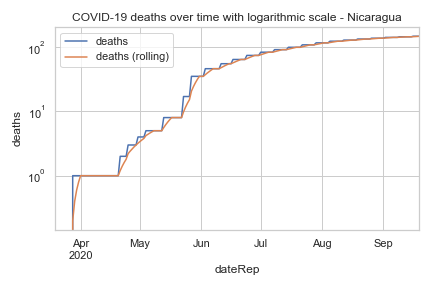 COVID-19 deaths over time with logarithmic scale - Nicaragua
deaths
deaths (rolling)
10²
10¹
10⁰
deaths
Apr
2020
May
Jun
Jul
Aug
Sep
dateRep